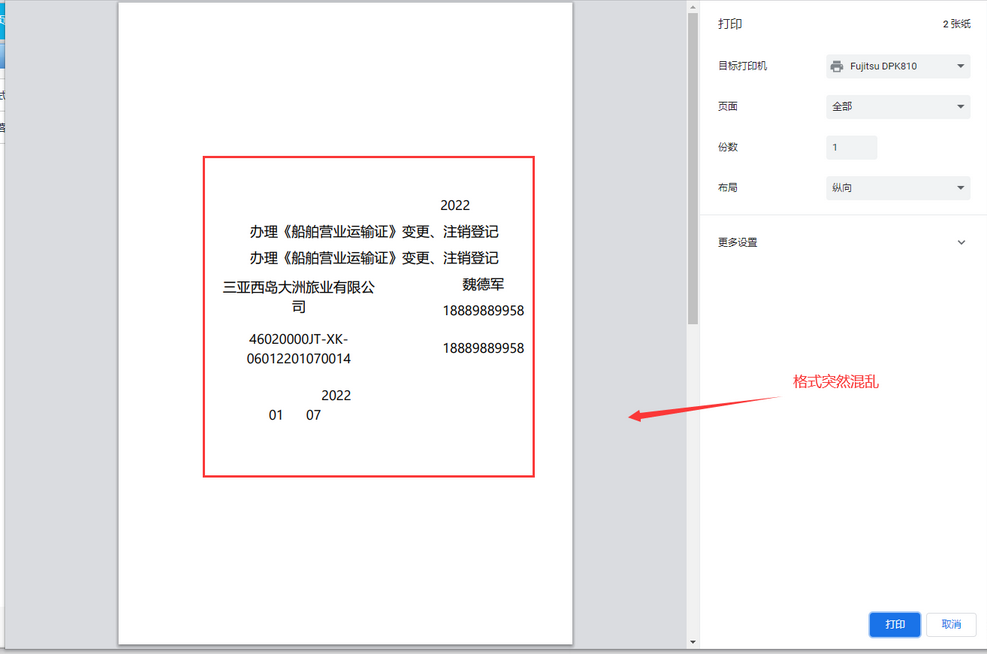 打印
2 张纸
目标打印机
Fujitsu DPK810
页面
全部
份数
1
布局
纵向
更多设置
2022
办理《船舶营业运输证》变更、注销登记
办理《船舶营业运输证》变更、注销登记
三亚西岛大洲旅业有限公
司
魏德军
18889889958
46020000JT-XK-
06012201070014
18889889958
2022
01 07
格式突然混乱
打印
取消